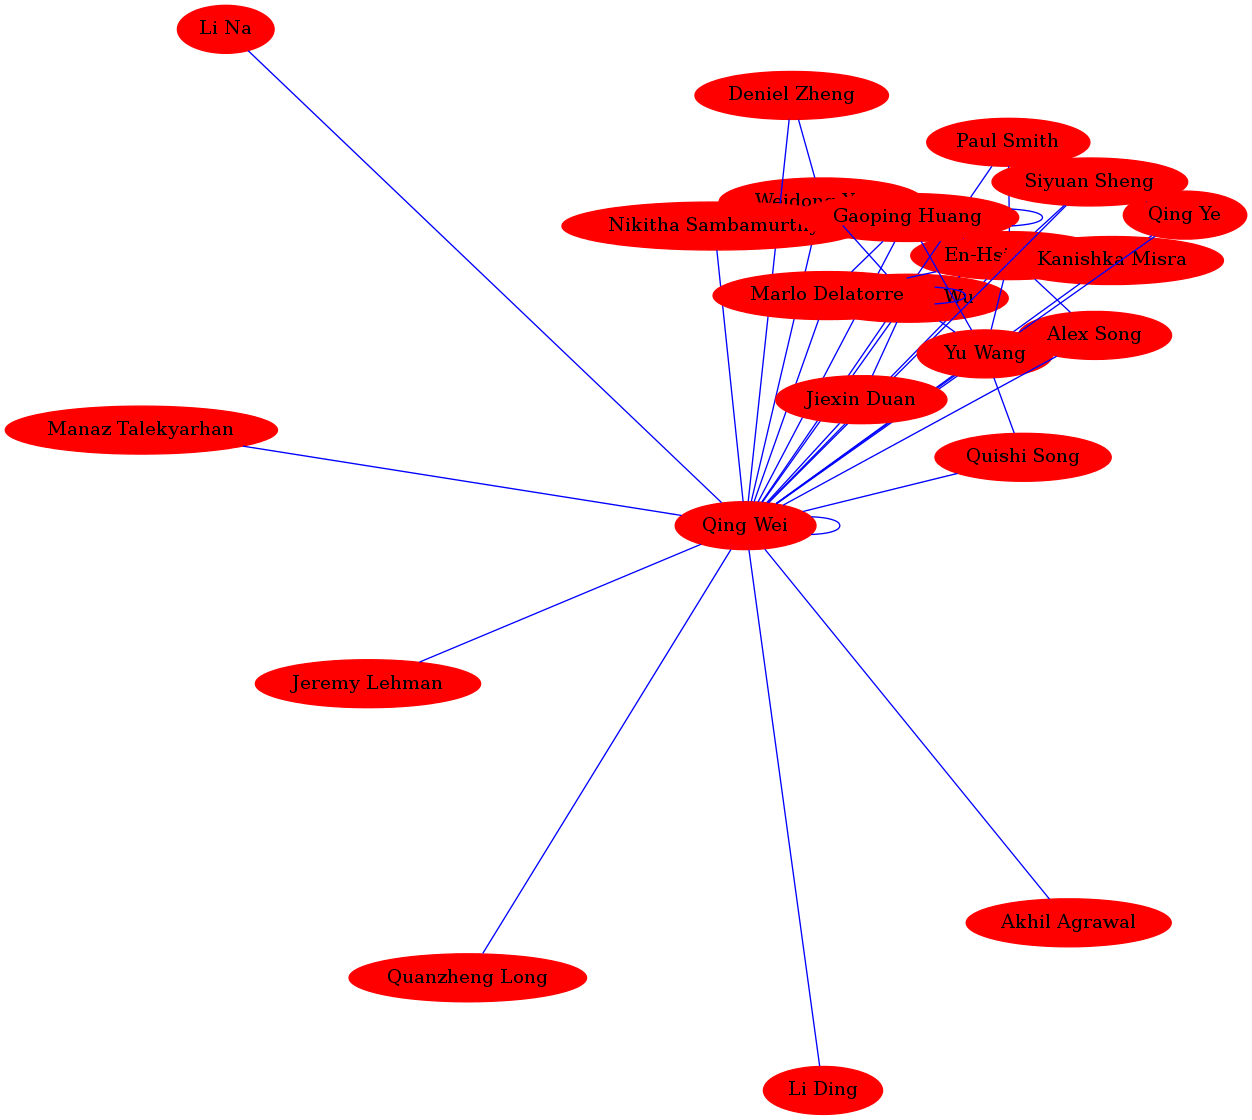 Li Na
Deniel Zheng
Paul Smith
Siyuan Sheng
Weidong
Qing Ye
Nikitha Sambamurthy
Gaoping Huang
Kanishka Misra
Marlo Delatorre
Wu
Alex Song
Yu Wang
Jiexin Duan
Manaz Talekyarhan
Quishi Song
Qing Wei
Jeremy Lehman
Akhil Agrawal
Quanzheng Long
Li Ding